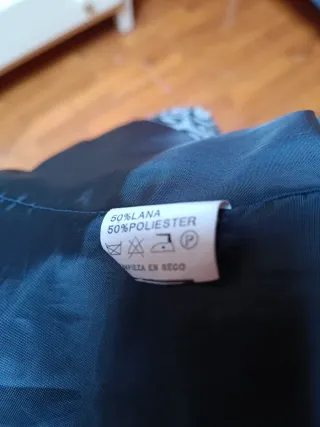 50%LANA
50%POLIESTER
P
EN SECO